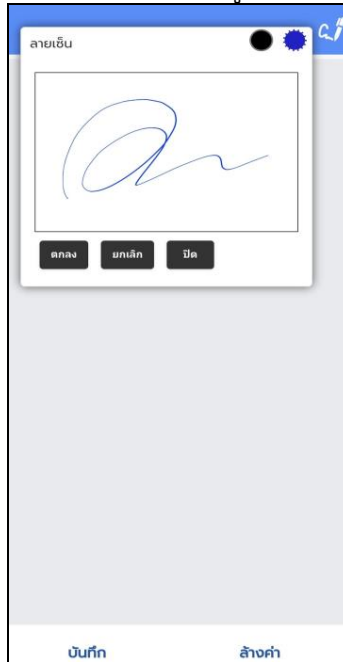 ลายเซ็น
ตกลง ยกเลิก ปิด
บันทึก ล้างค่า